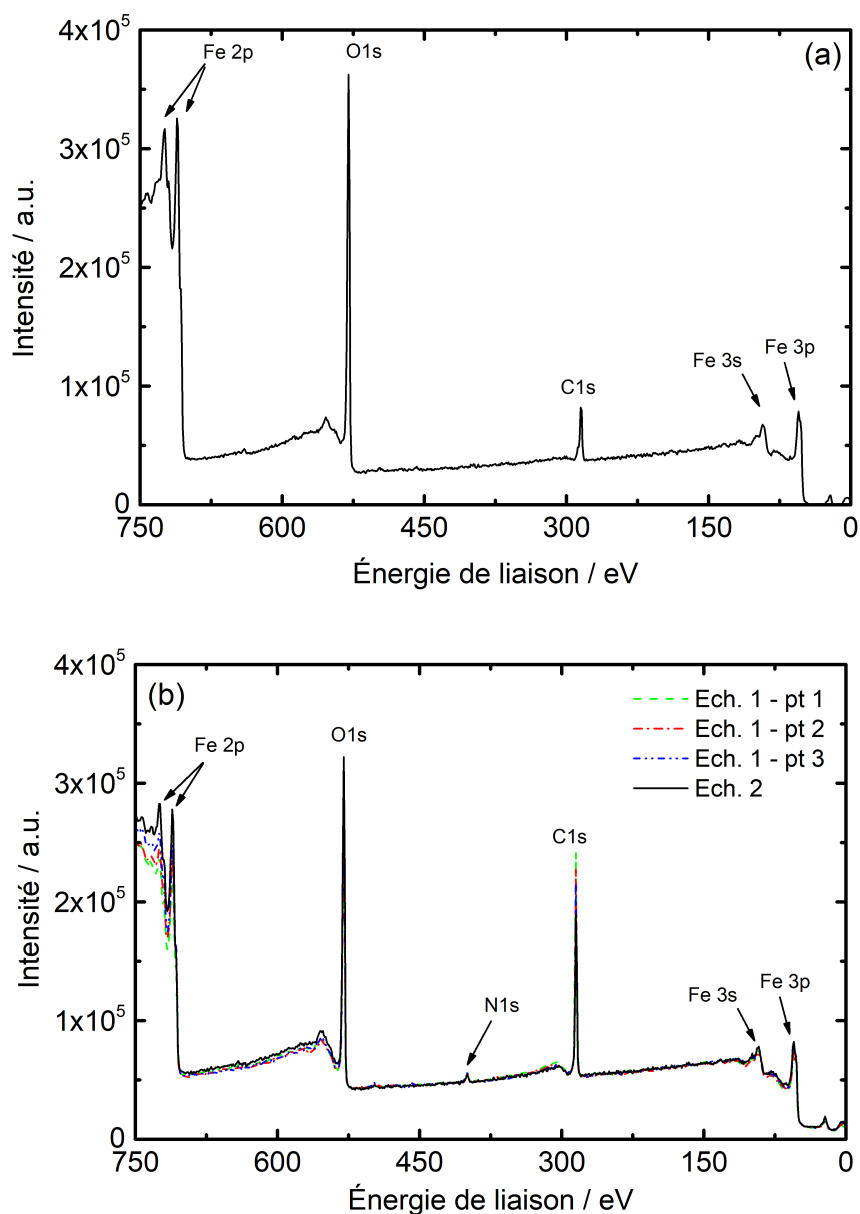 (a)
Fe 2p
O1s
C1s
Fe 3s
Fe 3p
4x10⁵
3x10⁵
2x10⁵
1x10⁵
0
Intensité / a.u.
750 600 450 300 150 0
Énergie de liaison / eV
(b)
Ech. 1 - pt 1
Ech. 1 - pt 2
Ech. 1 - pt 3
Ech. 2
Fe 2p
O1s
N1s
C1s
Fe 3s
Fe 3p
4x10⁵
3x10⁵
2x10⁵
1x10⁵
0
Intensité / a.u.
750 600 450 300 150 0
Énergie de liaison / eV